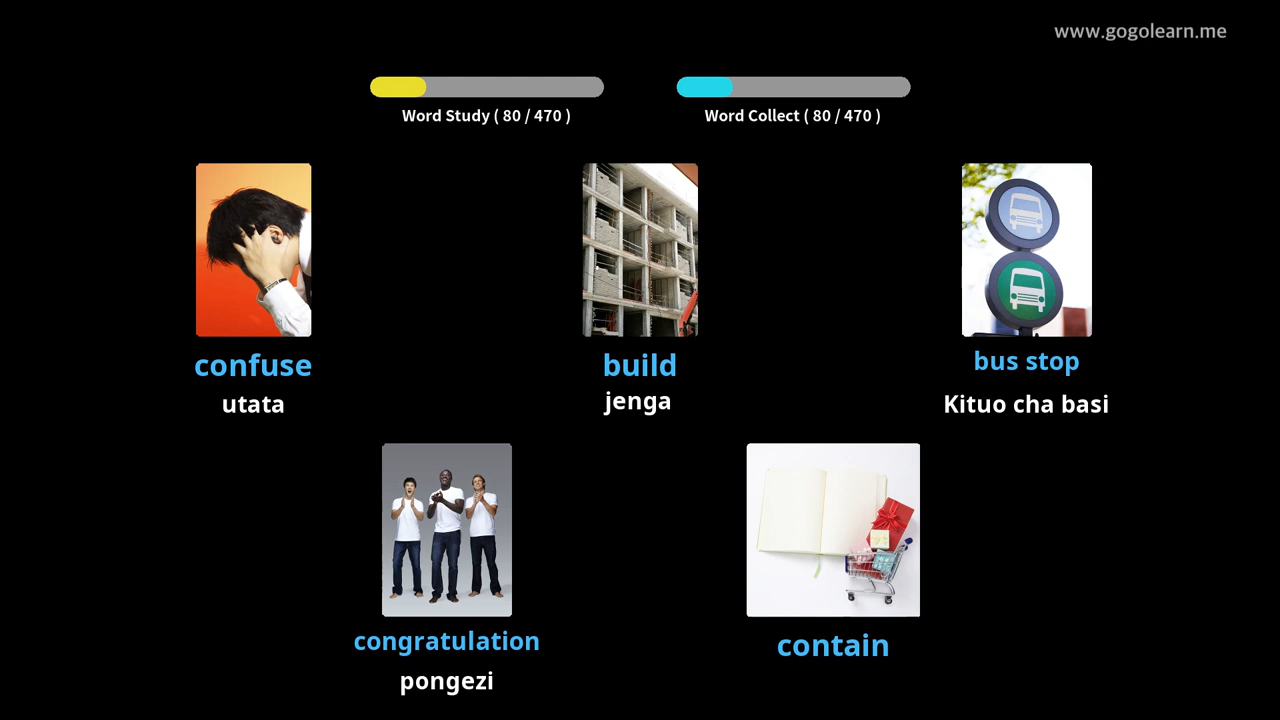 www.gogolearn.me
Word Study ( 80 / 470 )
Word Collect ( 80 / 470 )
confuse
utata
build
jenga
bus stop
Kituo cha basi
congratulation
pongezi
contain